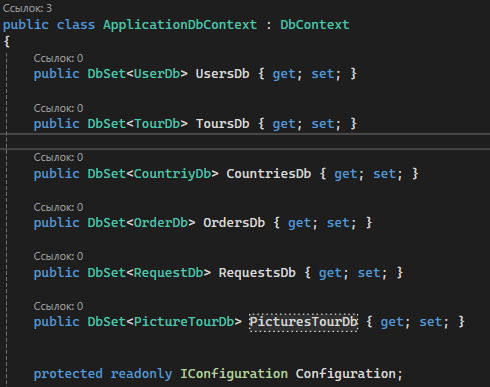 Ссылок: 3
public class ApplicationDbContext : DbContext
{
Ссылок: 0
public DbSet<UserDb> UsersDb { get; set; }
Ссылок: 0
public DbSet<TourDb> ToursDb { get; set; }
Ссылок: 0
public DbSet<CountriyDb> CountriesDb { get; set; }
Ссылок: 0
public DbSet<OrderDb> OrdersDb { get; set; }
Ссылок: 0
public DbSet<RequestDb> RequestsDb { get; set; }
Ссылок: 0
public DbSet<PictureTourDb> PicturesTourDb { get; set; }
protected readonly IConfiguration Configuration;